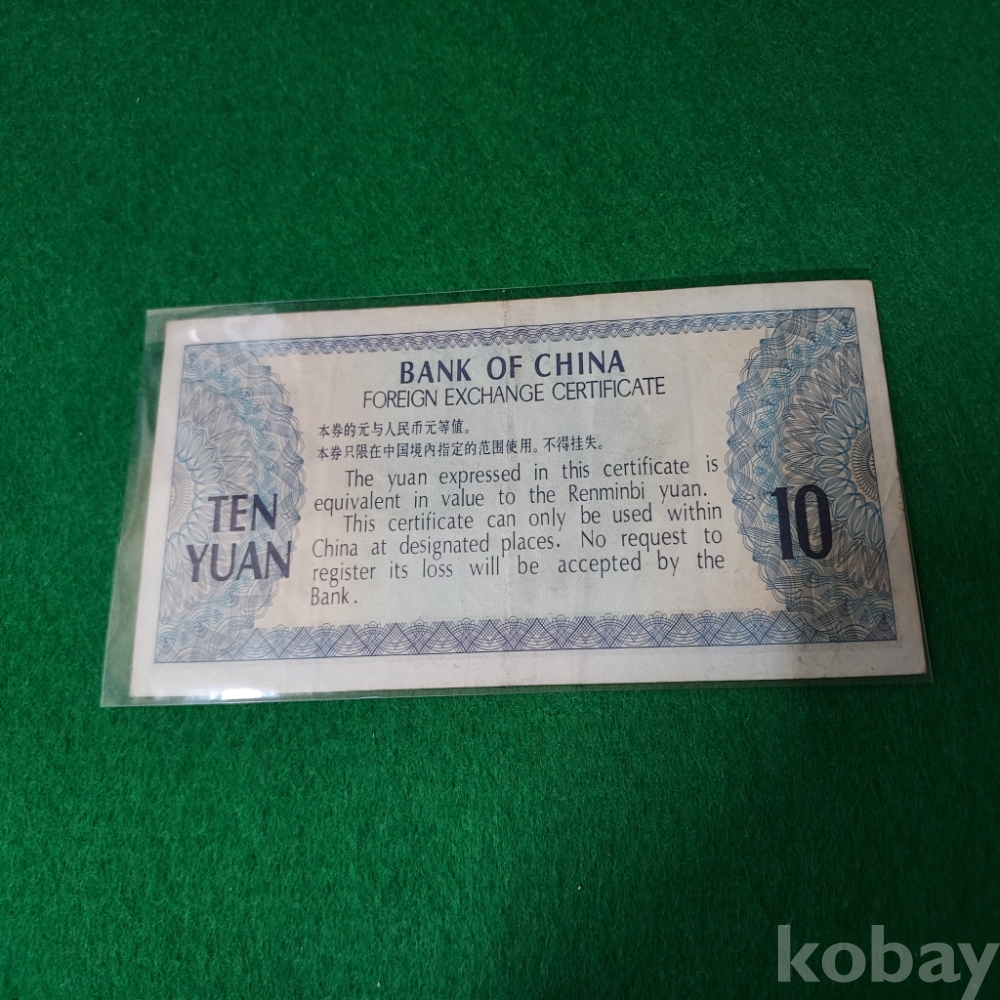 BANK OF CHINA
FOREIGN EXCHANGE CERTIFICATE
本券的元与人民币元等值。
本券只限在中国境内指定的范围使用。不得挂失。
The yuan expressed in this certificate is
equivalent in value to the Renminbi yuan.
This certificate can only be used within
China at designated places. No request to
register its loss will be accepted by the
Bank.
TEN
YUAN
10
kobay